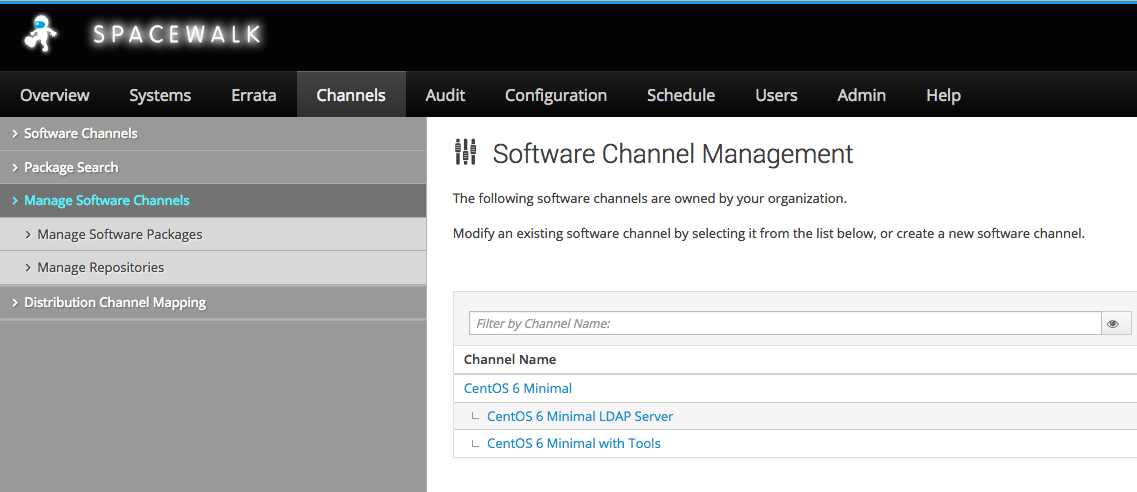 SPACEWALK
Overview Systems Errata Channels Audit Configuration Schedule Users Admin Help
Software Channels
Package Search
Manage Software Channels
Manage Software Packages
Manage Repositories
Distribution Channel Mapping
Software Channel Management
The following software channels are owned by your organization.
Modify an existing software channel by selecting it from the list below, or create a new software channel.
Filter by Channel Name:
Channel Name
CentOS 6 Minimal
CentOS 6 Minimal LDAP Server
CentOS 6 Minimal with Tools